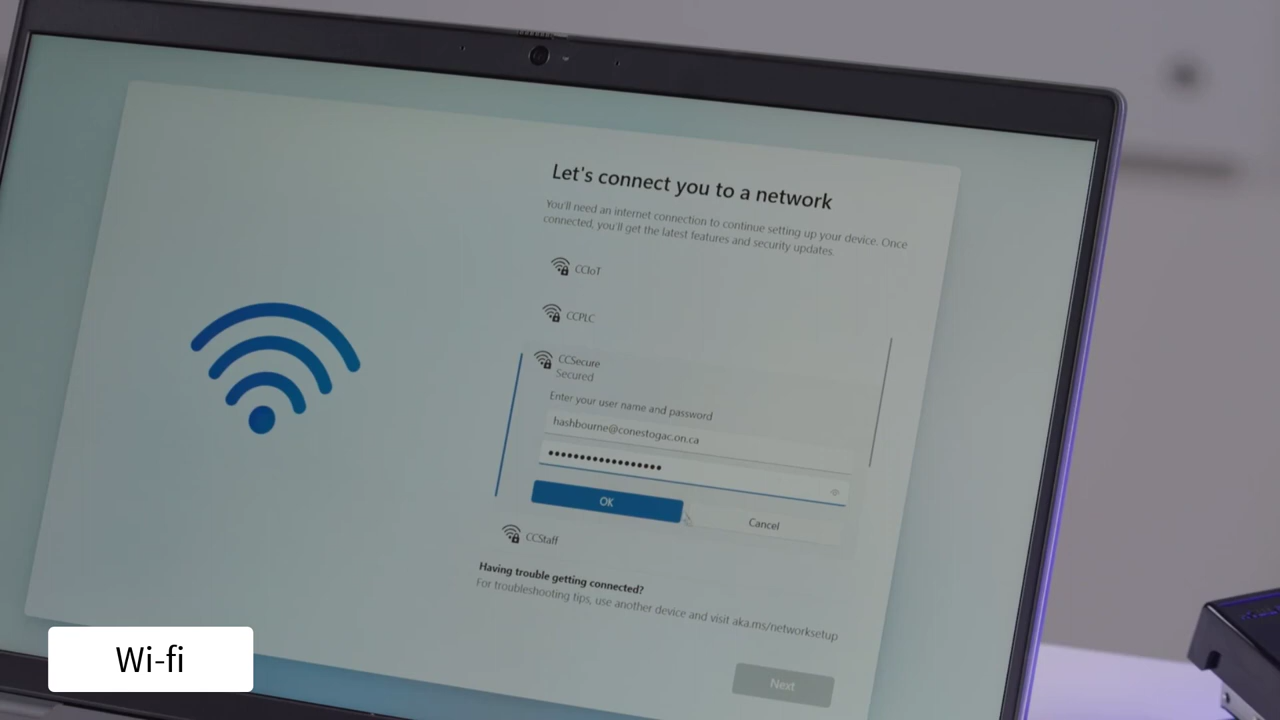 Let's connect you to a network
You'll need an internet connection to continue setting up your device. Once
connected, you'll get the latest features and security updates.
CCIoT
CCPLC
CCSecure
Secured
Enter your user name and password
hashbourne@conestogac.on.ca
••••••••••••••••••
OK
Cancel
CCStaff
Having trouble getting connected?
For troubleshooting tips, use another device and visit aka.ms/networksetup
Next
Wi-fi